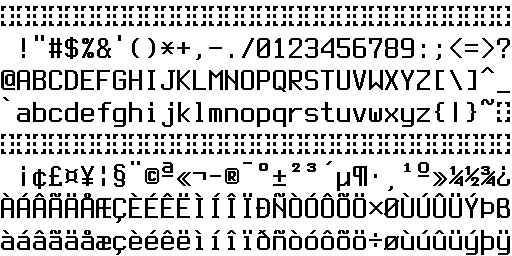 !"#$%&'()*+,-./0123456789:;<=>?
@ABCDEFGHIJKLMNOPQRSTUVWXYZ[\]^_
`abcdefghijklmnopqrstuvwxyz{|}~
¡¢£¤¥¦§¨©ª«¬-®¯°±²³´µ¶·¸¹º»¼½¾¿
ÀÁÂÃÄÅÆÇÈÉÊËÌÍÎÏÐÑÒÓÔÕÖ×ØÙÚÛÜÝÞß
àáâãäåæçèéêëìíîïðñòóôõö÷øùúûüýþÿ